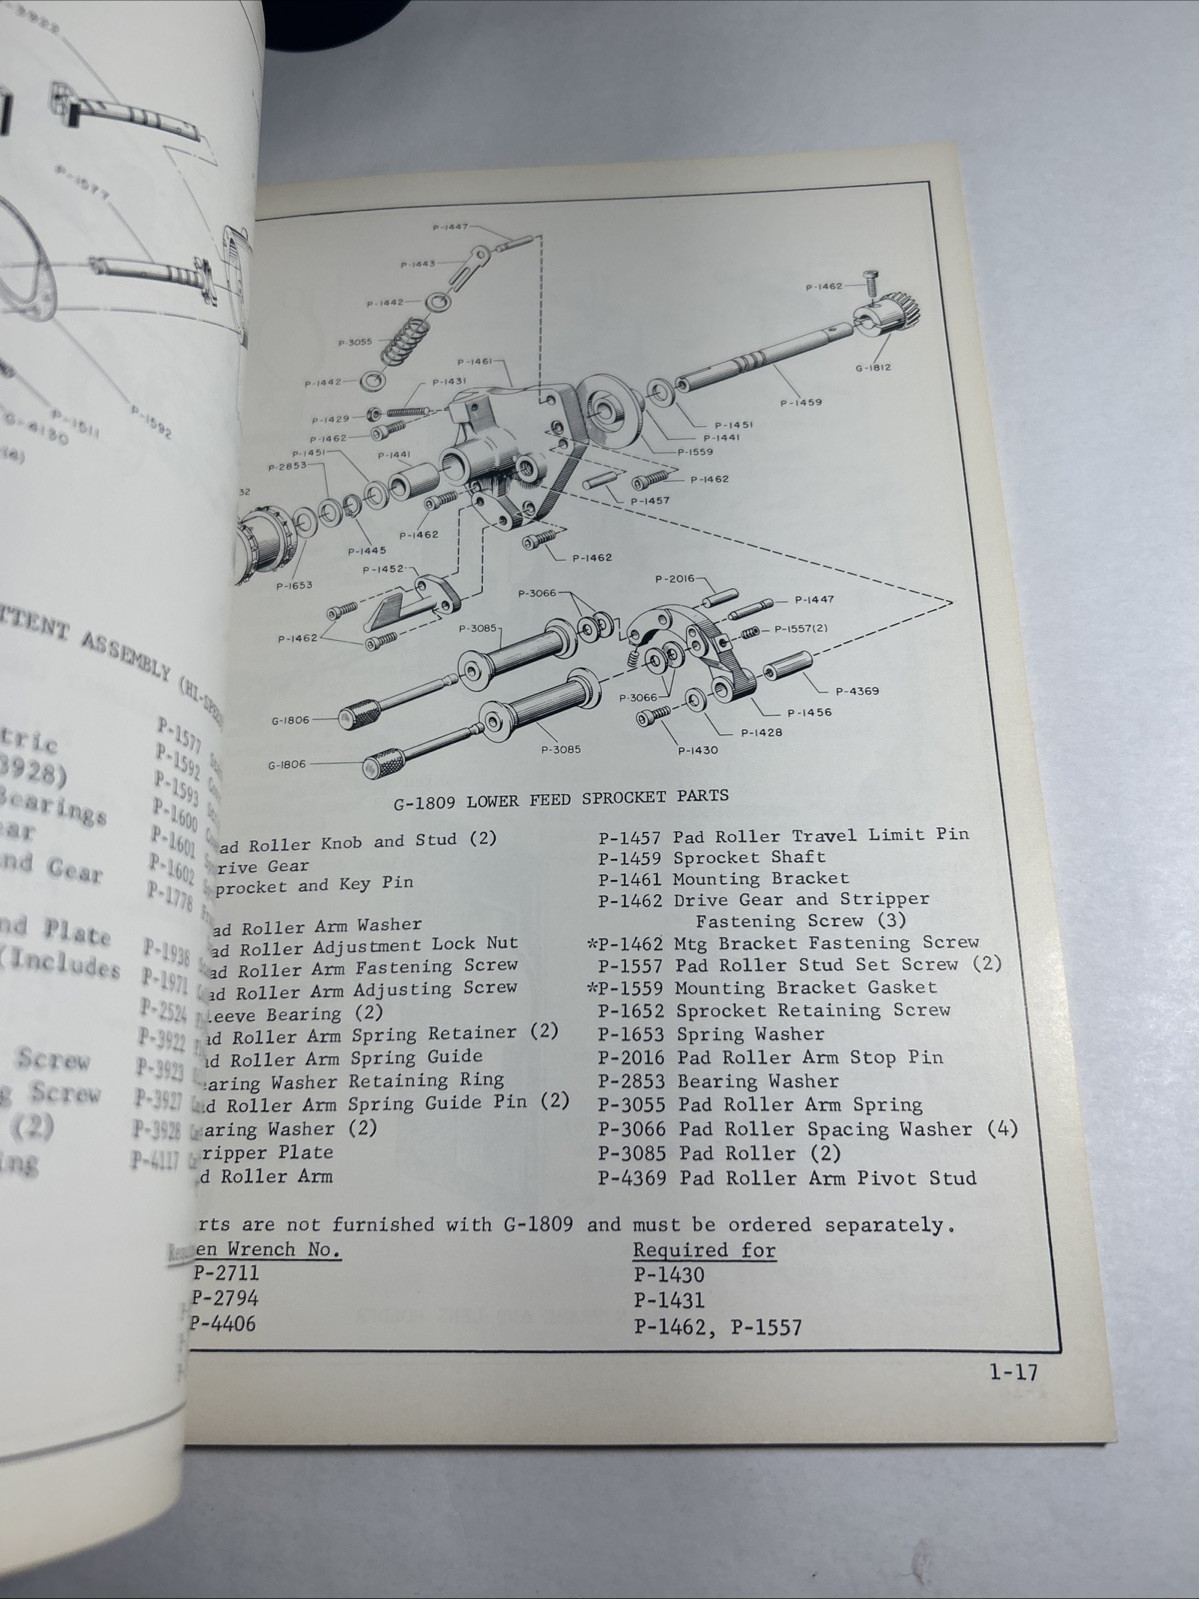 P-3922
P-1577
P-1592
P-1511
G-4130
TTENT ASSEMBLY (HI-SPEED
tric
3928)
Bearings
ear
nd Gear
nd Plate
(Includes
Screw
g Screw
(2)
ing
P-1577
P-1592
P-1593
P-1600
P-1601
P-1602
P-1778
P-1938
P-1971
P-2524
P-3922
P-3923
P-3927
P-3928
P-4117
P-1447
P-1443
P-1442
P-3055
P-1442
P-1461
P-1431
P-1429
P-1462
P-1451
P-1441
P-2853
32
P-1462
G-1812
P-1459
P-1451
P-1441
P-1559
P-1462
P-1457
P-1462
P-1445
P-1462
P-1653
P-1452
P-1462
P-2016
P-3066
P-1447
P-3085
P-1557(2)
P-3066
P-4369
P-1456
G-1806
P-1428
P-3085
P-1430
G-1806
G-1809 LOWER FEED SPROCKET PARTS
ad Roller Knob and Stud (2)
rive Gear
procket and Key Pin
ad Roller Arm Washer
ad Roller Adjustment Lock Nut
ad Roller Arm Fastening Screw
ad Roller Arm Adjusting Screw
leeve Bearing (2)
ad Roller Arm Spring Retainer (2)
ad Roller Arm Spring Guide
earing Washer Retaining Ring
ad Roller Arm Spring Guide Pin (2)
earing Washer (2)
ripper Plate
d Roller Arm
P-1457 Pad Roller Travel Limit Pin
P-1459 Sprocket Shaft
P-1461 Mounting Bracket
P-1462 Drive Gear and Stripper
Fastening Screw (3)
*P-1462 Mtg Bracket Fastening Screw
P-1557 Pad Roller Stud Set Screw (2)
*P-1559 Mounting Bracket Gasket
P-1652 Sprocket Retaining Screw
P-1653 Spring Washer
P-2016 Pad Roller Arm Stop Pin
P-2853 Bearing Washer
P-3055 Pad Roller Arm Spring
P-3066 Pad Roller Spacing Washer (4)
P-3085 Pad Roller (2)
P-4369 Pad Roller Arm Pivot Stud
rts are not furnished with G-1809 and must be ordered separately.
en Wrench No. Required for
P-2711 P-1430
P-2794 P-1431
P-4406 P-1462, P-1557
1-17